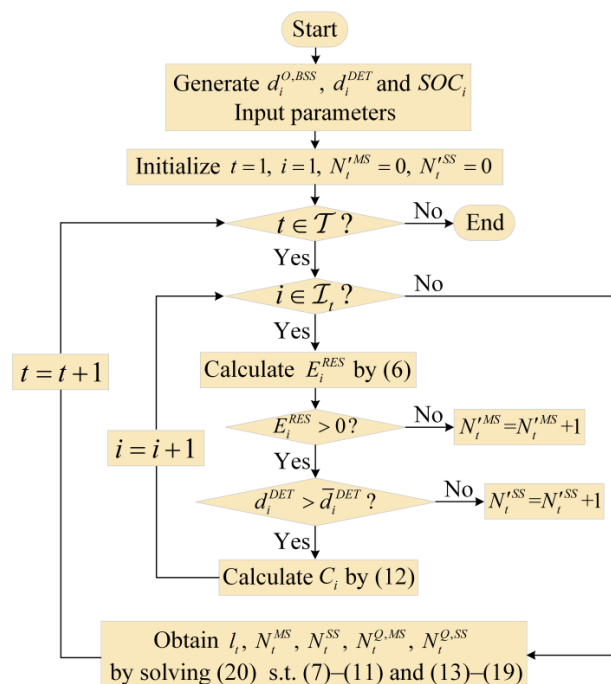 Start
Generate d_i^{O,BSS}, d_i^{DET} and SOC_i
Input parameters
Initialize t=1, i=1, N'_t^{MS}=0, N'_t^{SS}=0
t ∈ 𝒯 ?
No
End
Yes
i ∈ ℐ_t ?
No
Yes
t = t+1
Calculate E_i^{RES} by (6)
E_i^{RES} > 0?
No
N'_t^{MS}=N'_t^{MS}+1
i = i+1
Yes
d_i^{DET} > d̄_i^{DET} ?
No
N'_t^{SS}=N'_t^{SS}+1
Yes
Calculate C_i by (12)
Obtain l_t, N_t^{MS}, N_t^{SS}, N_t^{Q,MS}, N_t^{Q,SS}
by solving (20) s.t. (7)–(11) and (13)–(19)